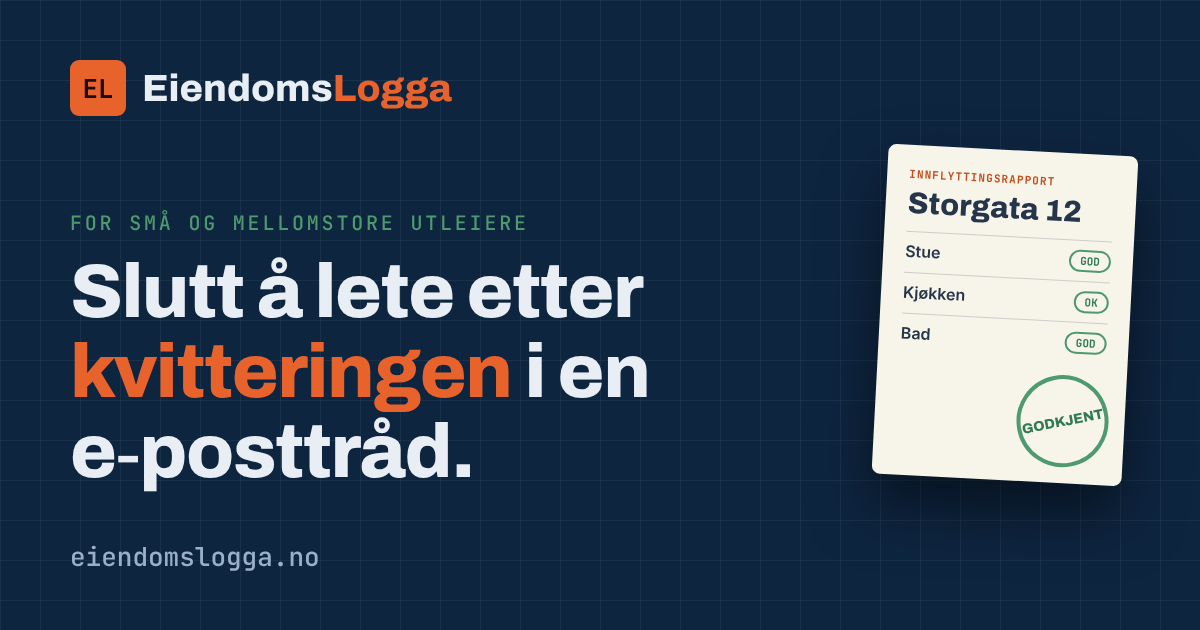 EL
EiendomsLogga
FOR SMÅ OG MELLOMSTORE UTLEIERE
Slutt å lete etter
kvitteringen i en
e-posttråd.
eiendomslogga.no
INNFLYTTINGSRAPPORT
Storgata 12
Stue GOD
Kjøkken OK
Bad GOD
GODKJENT